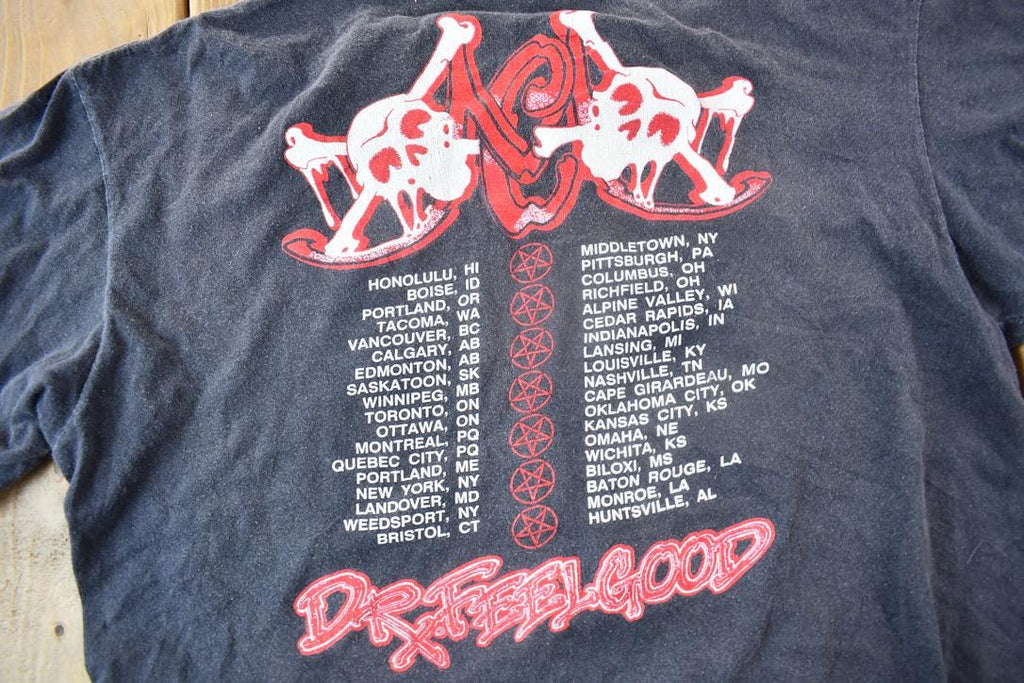 HONOLULU, HI
BOISE, ID
PORTLAND, OR
TACOMA, WA
VANCOUVER, BC
CALGARY, AB
EDMONTON, AB
SASKATOON, SK
WINNIPEG, MB
TORONTO, ON
OTTAWA, ON
MONTREAL, PQ
QUEBEC CITY, PQ
PORTLAND, ME
NEW YORK, NY
LANDOVER, MD
WEEDSPORT, NY
BRISTOL, CT
MIDDLETOWN, NY
PITTSBURGH, PA
COLUMBUS, OH
RICHFIELD, OH
ALPINE VALLEY, WI
CEDAR RAPIDS, IA
INDIANAPOLIS, IN
LANSING, MI
LOUISVILLE, KY
NASHVILLE, TN
CAPE GIRARDEAU, MO
OKLAHOMA CITY, OK
KANSAS CITY, KS
OMAHA, NE
WICHITA, KS
BILOXI, MS
BATON ROUGE, LA
MONROE, LA
HUNTSVILLE, AL
DR. FEELGOOD